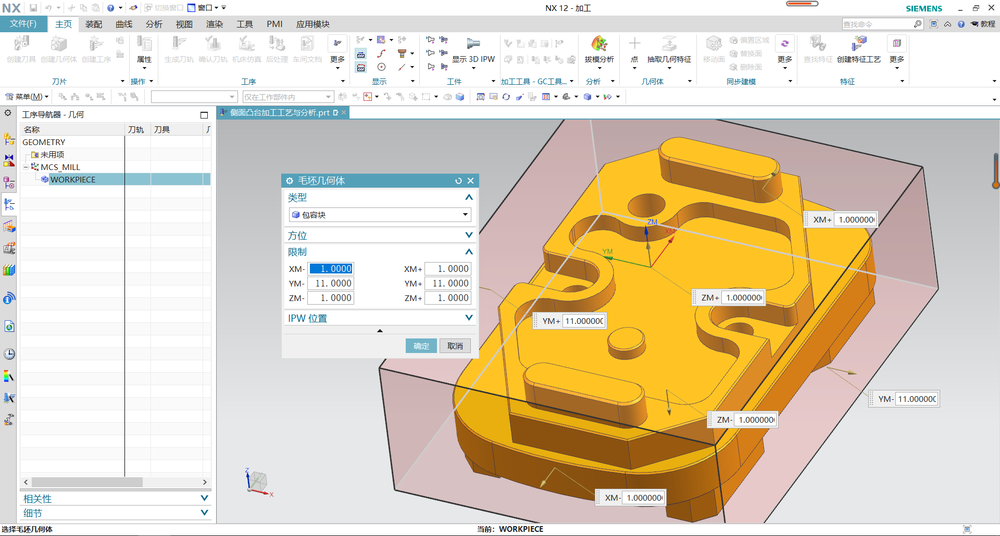 NX
切换窗口
窗口
NX 12 - 加工
SIEMENS
文件(F)
主页
装配
曲线
分析
视图
渲染
工具
PMI
应用模块
查找命令
教程
创建刀具
创建几何体
创建工序
属性
生成刀轨
确认刀轨
机床仿真
后处理
车间文档
更多
显示 3D IPW
拔模分析
点
抽取几何特征
移动面
偏置区域
替换面
删除面
更多
查找特征
创建特征工艺
更多
刀片
操作
工序
显示
工件
加工工具 - GC工具...
分析
几何体
同步建模
特征
菜单(M)
仅在工作部件内
工序导航器 - 几何
侧面凸台加工工艺与分析.prt
名称
刀轨
刀具
GEOMETRY
未用项
MCS_MILL
WORKPIECE
毛坯几何体
类型
包容块
方位
限制
XM- 1.0000
XM+ 1.0000
YM- 11.0000
YM+ 11.0000
ZM- 1.0000
ZM+ 1.0000
IPW 位置
确定
取消
ZM
XM
YM
XM+ 1.000000
ZM+ 1.000000
YM+ 11.00000
YM- 11.00000
ZM- 1.000000
XM- 1.000000
Z
X
相关性
细节
选择毛坯几何体
当前: WORKPIECE